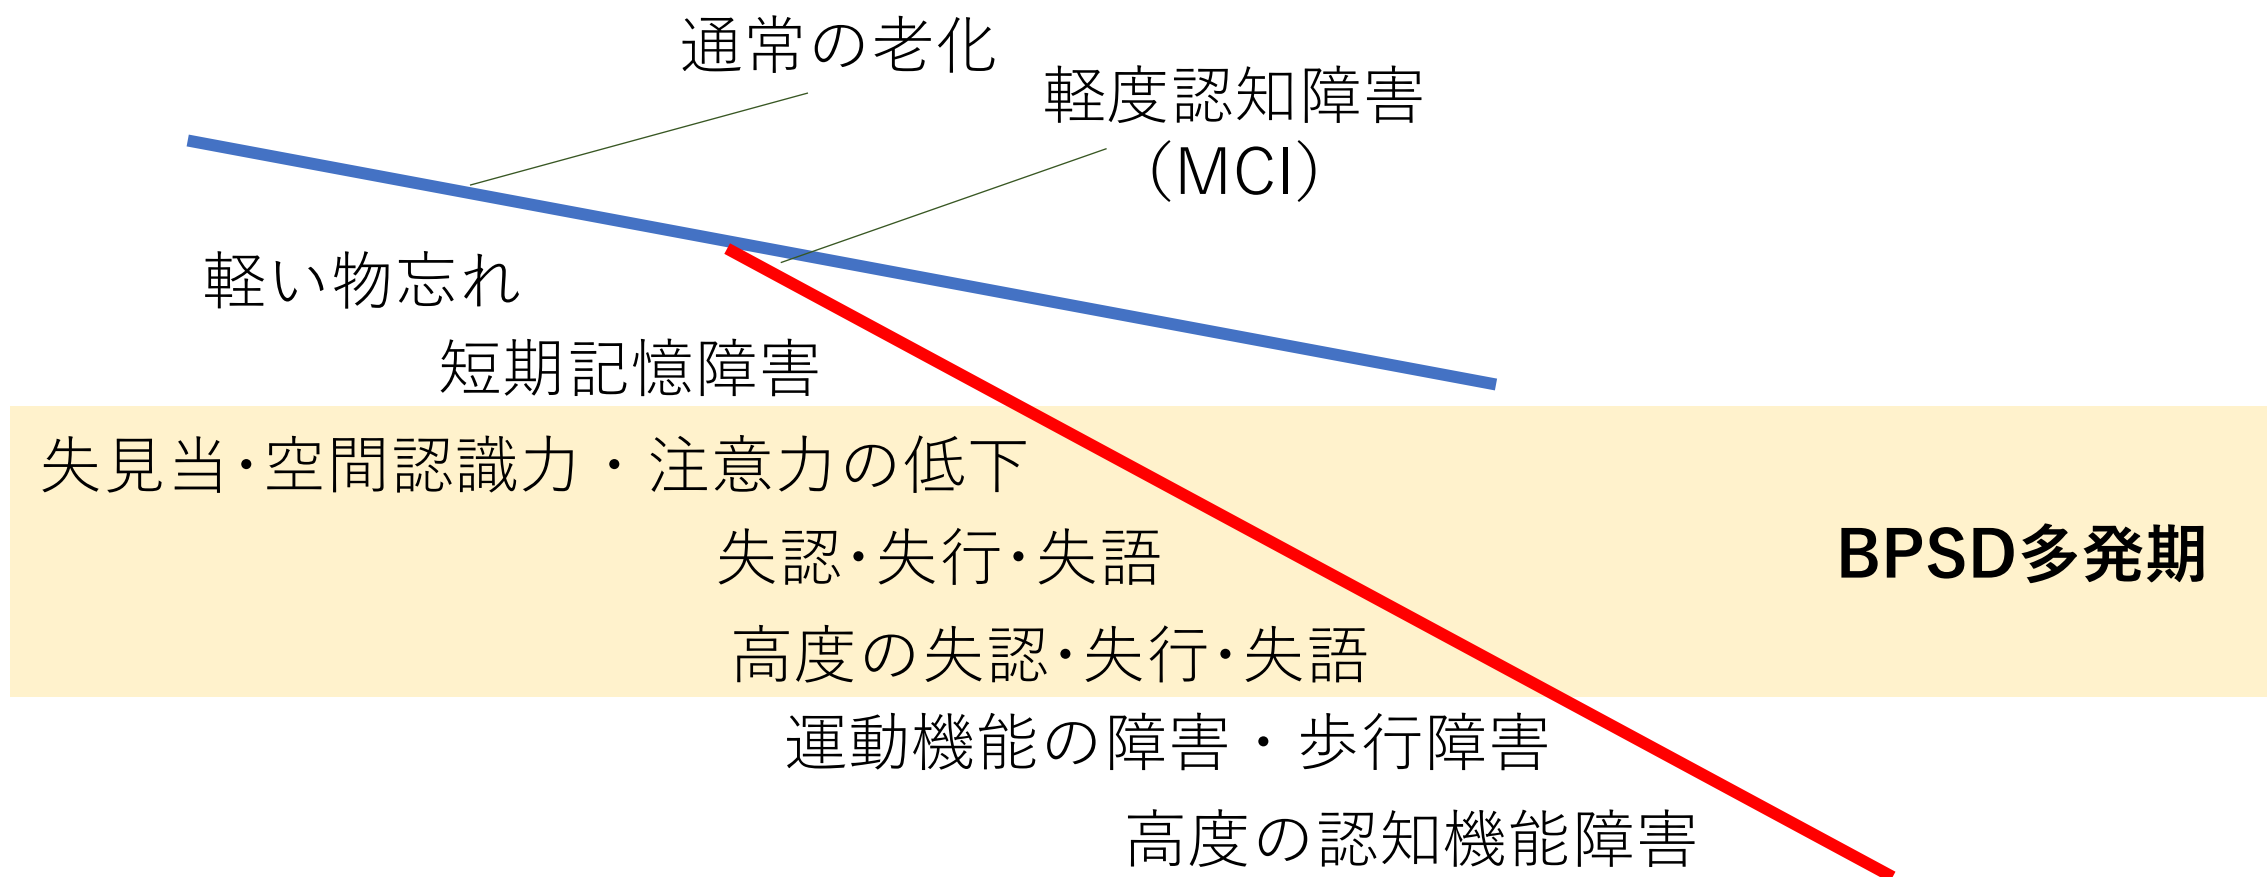 通常の老化
軽度認知障害
（MCI）
軽い物忘れ
短期記憶障害
失見当･空間認識力・注意力の低下
失認･失行･失語
BPSD多発期
高度の失認･失行･失語
運動機能の障害・歩行障害
高度の認知機能障害